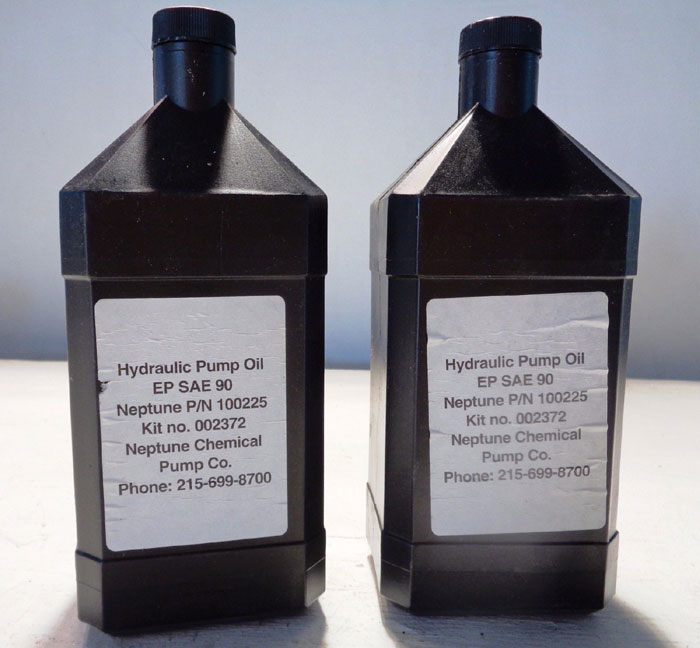 Hydraulic Pump Oil
EP SAE 90
Neptune P/N 100225
Kit no. 002372
Neptune Chemical
Pump Co.
Phone: 215-699-8700
Hydraulic Pump Oil
EP SAE 90
Neptune P/N 100225
Kit no. 002372
Neptune Chemical
Pump Co.
Phone: 215-699-8700